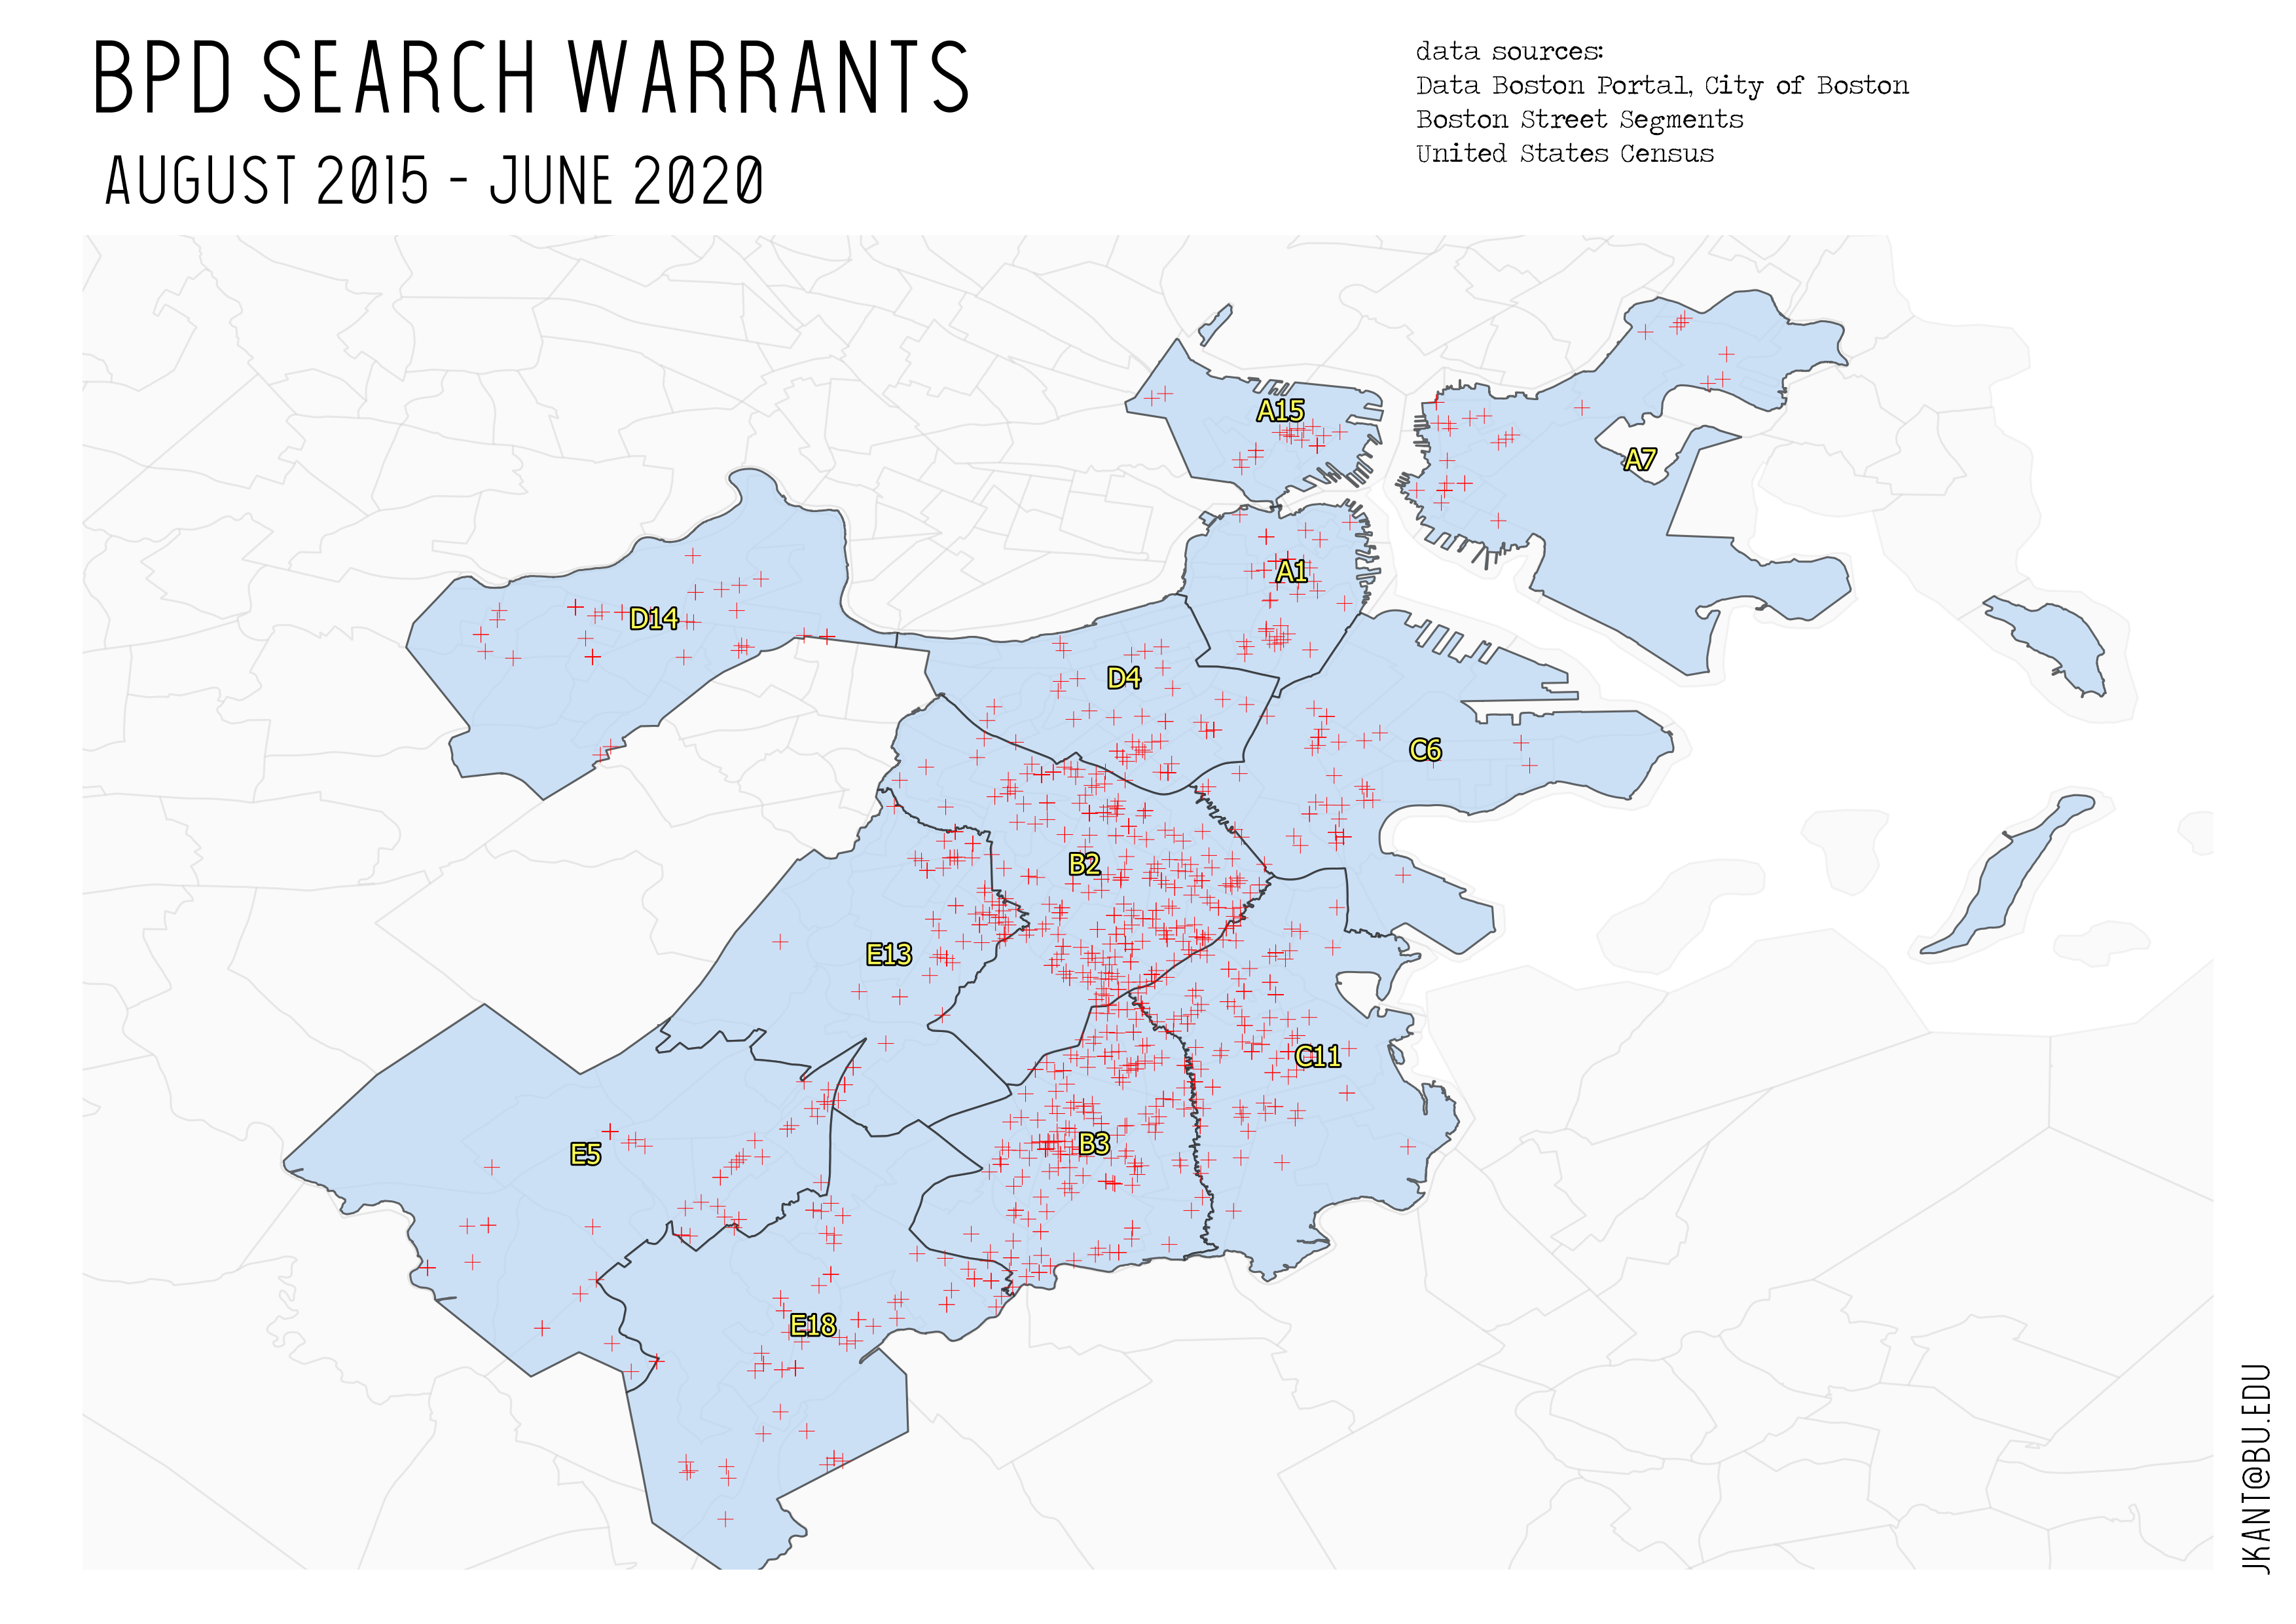 BPD SEARCH WARRANTS
AUGUST 2015 - JUNE 2020
data sources:
Data Boston Portal, City of Boston
Boston Street Segments
United States Census
A15
A7
A1
D14
D4
C6
B2
E13
C11
B3
E5
E18
JKANT@BU.EDU